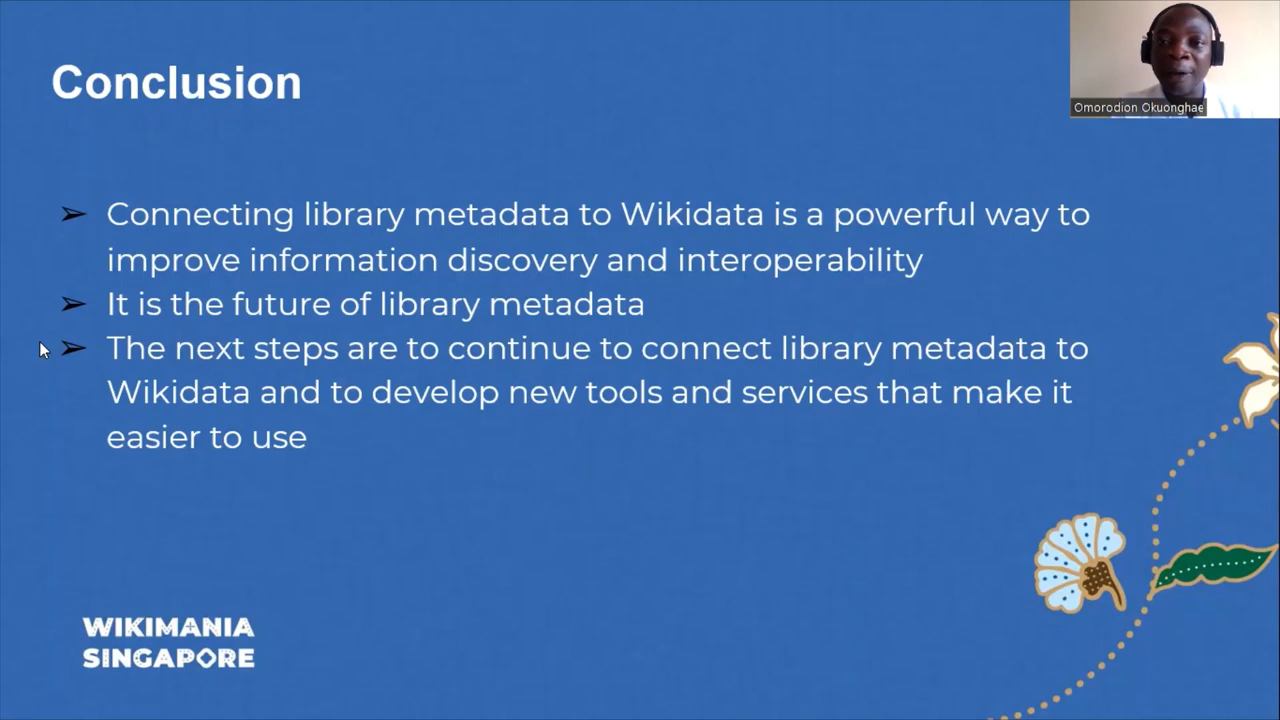 Conclusion
Omorodion Okuonghae
➢ Connecting library metadata to Wikidata is a powerful way to
improve information discovery and interoperability
➢ It is the future of library metadata
➢ The next steps are to continue to connect library metadata to
Wikidata and to develop new tools and services that make it
easier to use
WIKIMANIA
SINGAPORE